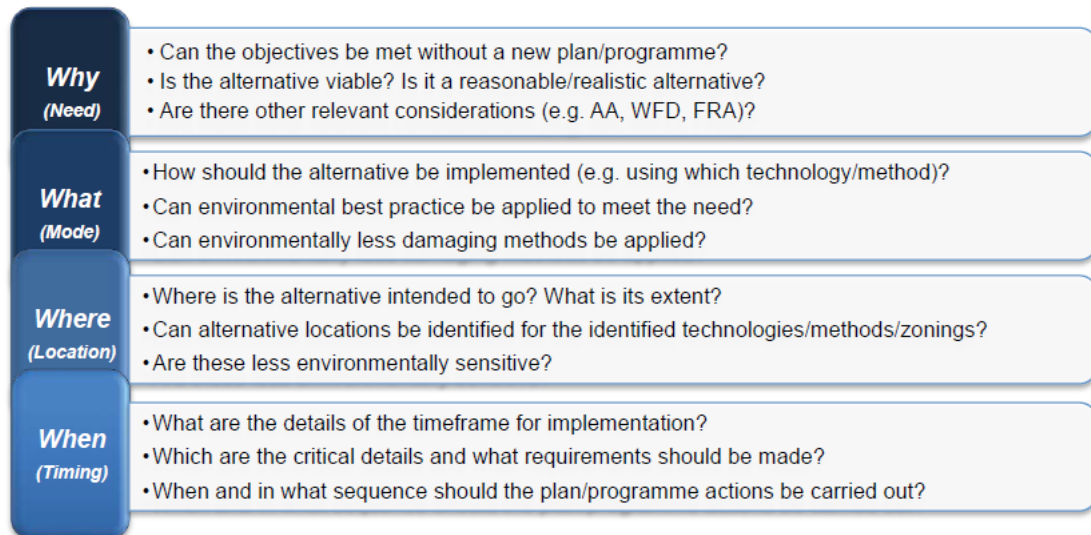 Why
(Need)
• Can the objectives be met without a new plan/programme?
• Is the alternative viable? Is it a reasonable/realistic alternative?
• Are there other relevant considerations (e.g. AA, WFD, FRA)?
What
(Mode)
• How should the alternative be implemented (e.g. using which technology/method)?
• Can environmental best practice be applied to meet the need?
• Can environmentally less damaging methods be applied?
Where
(Location)
• Where is the alternative intended to go? What is its extent?
• Can alternative locations be identified for the identified technologies/methods/zonings?
• Are these less environmentally sensitive?
When
(Timing)
• What are the details of the timeframe for implementation?
• Which are the critical details and what requirements should be made?
• When and in what sequence should the plan/programme actions be carried out?